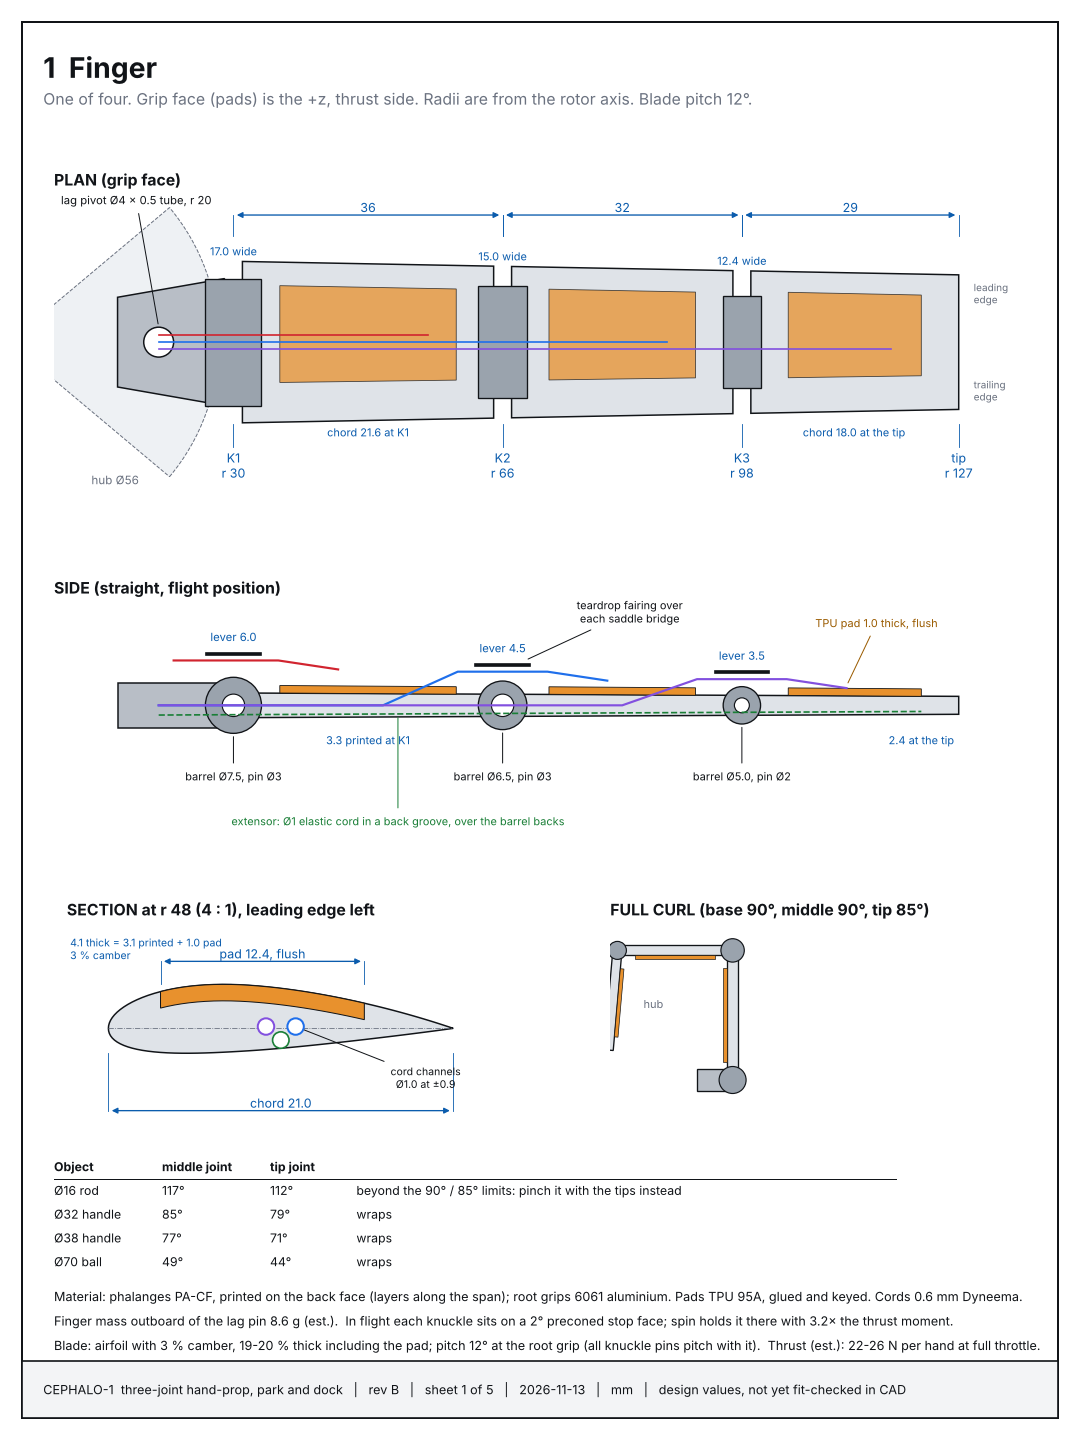 1 Finger
One of four. Grip face (pads) is the +z, thrust side. Radii are from the rotor axis. Blade pitch 12°.
PLAN (grip face)
lag pivot Ø4 × 0.5 tube, r 20
36
32
29
17.0 wide
15.0 wide
12.4 wide
leading
edge
trailing
edge
chord 21.6 at K1
chord 18.0 at the tip
K1
r 30
K2
r 66
K3
r 98
tip
r 127
hub Ø56
SIDE (straight, flight position)
teardrop fairing over
each saddle bridge
TPU pad 1.0 thick, flush
lever 6.0
lever 4.5
lever 3.5
3.3 printed at K1
2.4 at the tip
barrel Ø7.5, pin Ø3
barrel Ø6.5, pin Ø3
barrel Ø5.0, pin Ø2
extensor: Ø1 elastic cord in a back groove, over the barrel backs
SECTION at r 48 (4 : 1), leading edge left
4.1 thick = 3.1 printed + 1.0 pad
3 % camber
pad 12.4, flush
cord channels
Ø1.0 at ±0.9
chord 21.0
FULL CURL (base 90°, middle 90°, tip 85°)
hub
Object middle joint tip joint
Ø16 rod 117° 112° beyond the 90° / 85° limits: pinch it with the tips instead
Ø32 handle 85° 79° wraps
Ø38 handle 77° 71° wraps
Ø70 ball 49° 44° wraps
Material: phalanges PA-CF, printed on the back face (layers along the span); root grips 6061 aluminium. Pads TPU 95A, glued and keyed. Cords 0.6 mm Dyneema.
Finger mass outboard of the lag pin 8.6 g (est.). In flight each knuckle sits on a 2° preconed stop face; spin holds it there with 3.2× the thrust moment.
Blade: airfoil with 3 % camber, 19-20 % thick including the pad; pitch 12° at the root grip (all knuckle pins pitch with it). Thrust (est.): 22-26 N per hand at full throttle.
CEPHALO-1 three-joint hand-prop, park and dock | rev B | sheet 1 of 5 | 2026-11-13 | mm | design values, not yet fit-checked in CAD